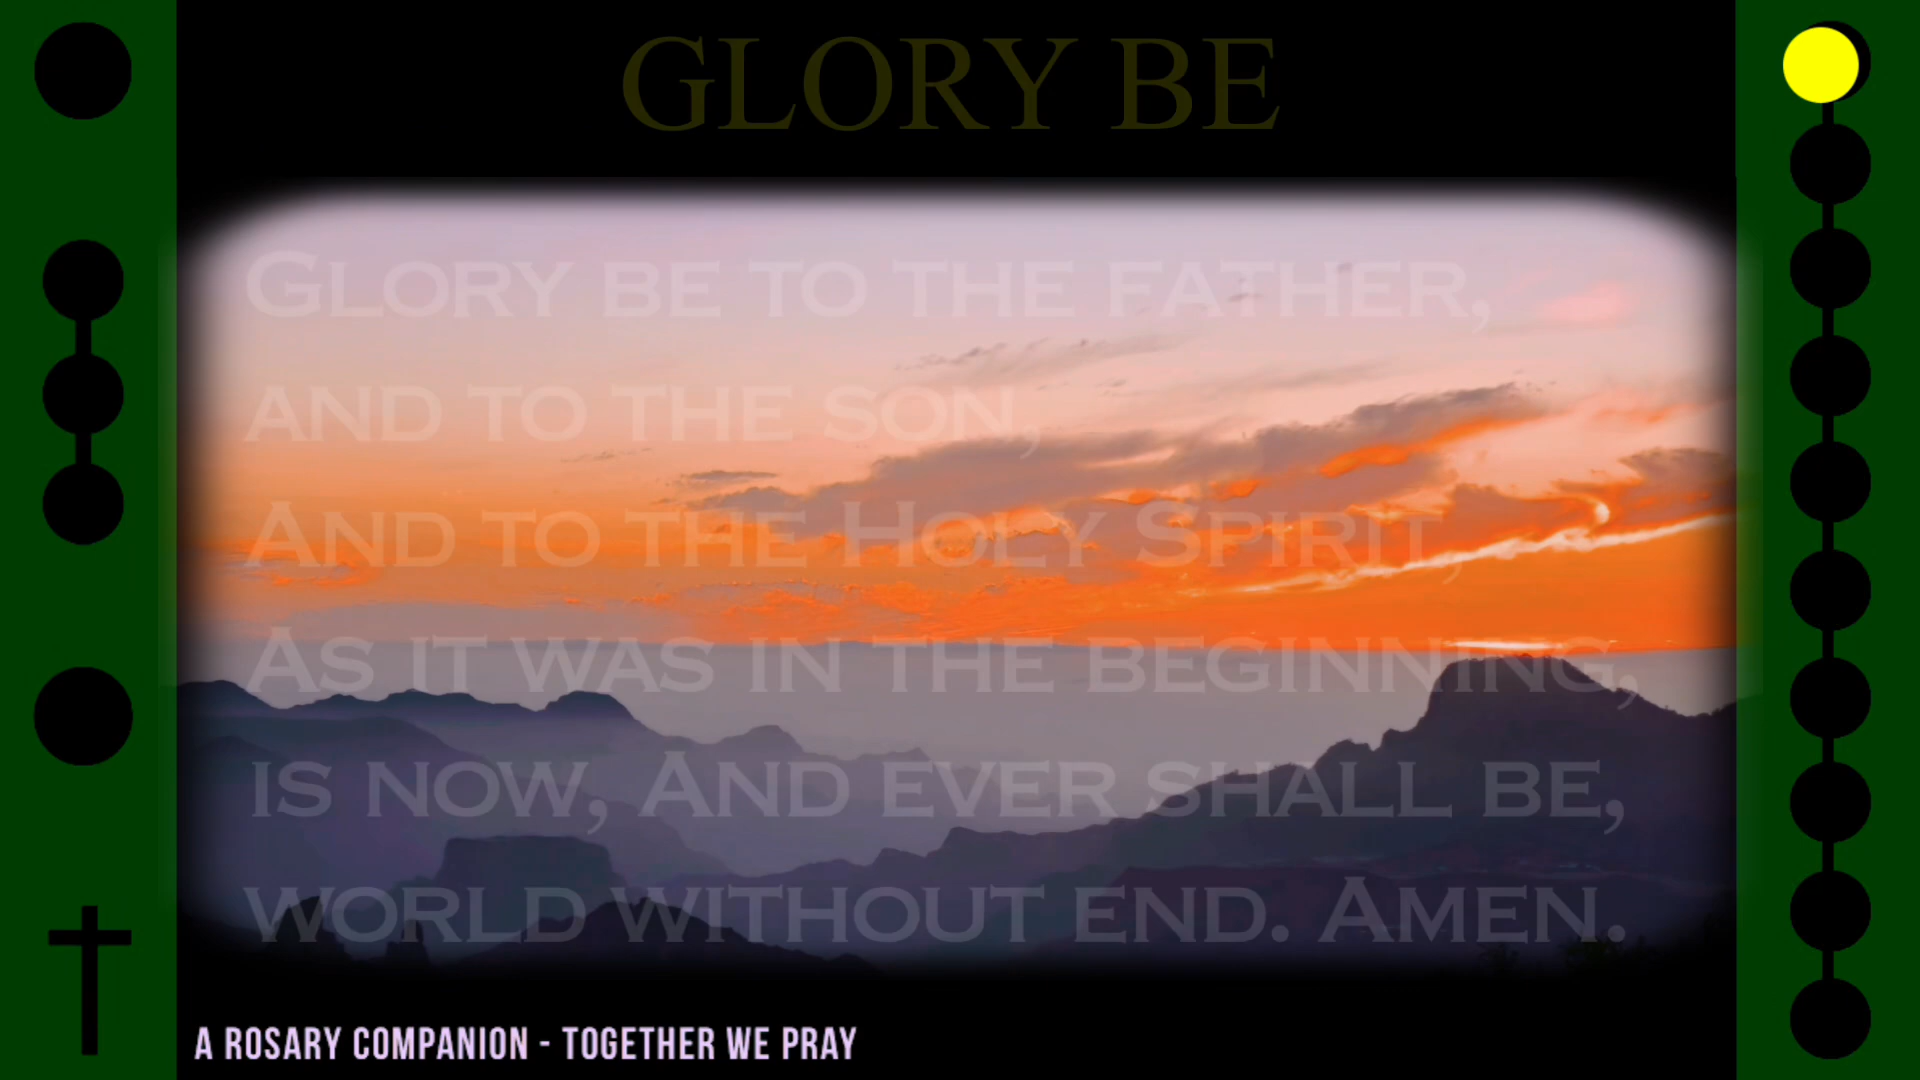 GLORY BE
Glory be to the father,
and to the son,
And to the Holy Spirit,
As it was in the beginning,
is now, And ever shall be,
world without end. Amen.
A ROSARY COMPANION - TOGETHER WE PRAY